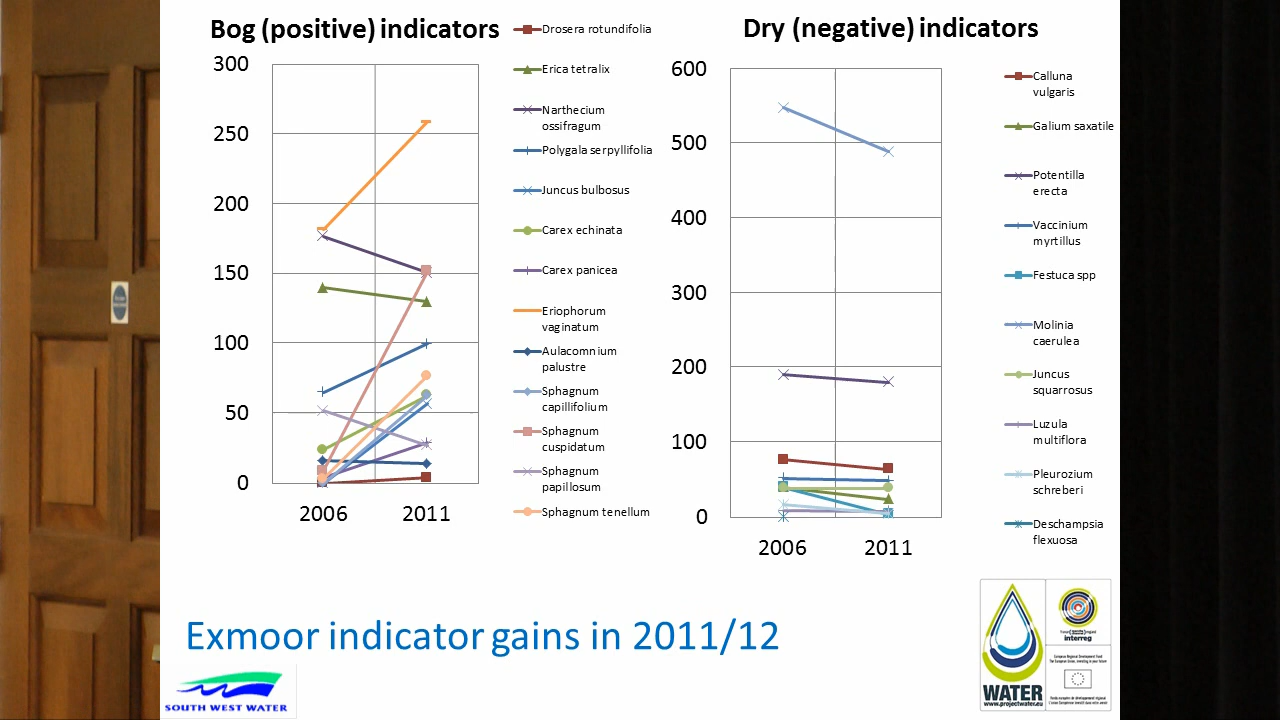 Bog (positive) indicators
300
250
200
150
100
50
0
2006 2011
Drosera rotundifolia
Erica tetralix
Narthecium
ossifragum
Polygala serpyllifolia
Juncus bulbosus
Carex echinata
Carex panicea
Eriophorum
vaginatum
Aulacomnium
palustre
Sphagnum
capillifolium
Sphagnum
cuspidatum
Sphagnum
papillosum
Sphagnum tenellum
Dry (negative) indicators
600
500
400
300
200
100
0
2006 2011
Calluna
vulgaris
Galium saxatile
Potentilla
erecta
Vaccinium
myrtillus
Festuca spp
Molinia
caerulea
Juncus
squarrosus
Luzula
multiflora
Pleurozium
schreberi
Deschampsia
flexuosa
Exmoor indicator gains in 2011/12
SOUTH WEST WATER
WATER
www.projectwater.eu
interreg